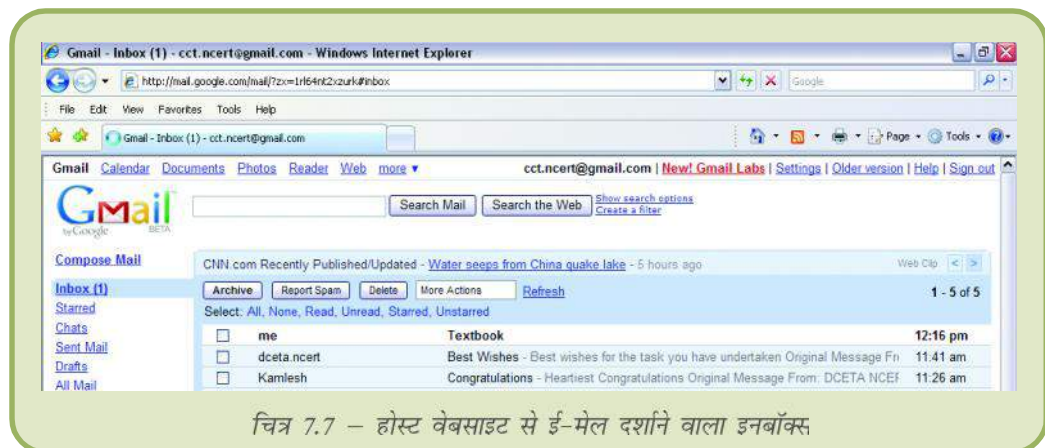 Gmail - Inbox (1) - cct.ncert@gmail.com - Windows Internet Explorer
http://mail.google.com/mail/?zx=1rl64nt2xzurk#inbox Google
File Edit View Favorites Tools Help
Gmail - Inbox (1) - cct.ncert@gmail.com Page Tools
Gmail Calendar Documents Photos Reader Web more ▼ cct.ncert@gmail.com | New! Gmail Labs | Settings | Older version | Help | Sign out
Gmail by Google BETA Search Mail Search the Web Show search options
Create a filter
Compose Mail CNN.com Recently Published/Updated - Water seeps from China quake lake - 5 hours ago Web Clip < >
Inbox (1) Archive Report Spam Delete More Actions Refresh 1 - 5 of 5
Starred Select: All, None, Read, Unread, Starred, Unstarred
Chats me Textbook 12:16 pm
Sent Mail dceta.ncert Best Wishes - Best wishes for the task you have undertaken Original Message Fr 11:41 am
Drafts Kamlesh Congratulations - Heartiest Congratulations Original Message From: DCETA NCEF 11:26 am
All Mail
चित्र 7.7 – होस्ट वेबसाइट से ई-मेल दर्शाने वाला इनबॉक्स